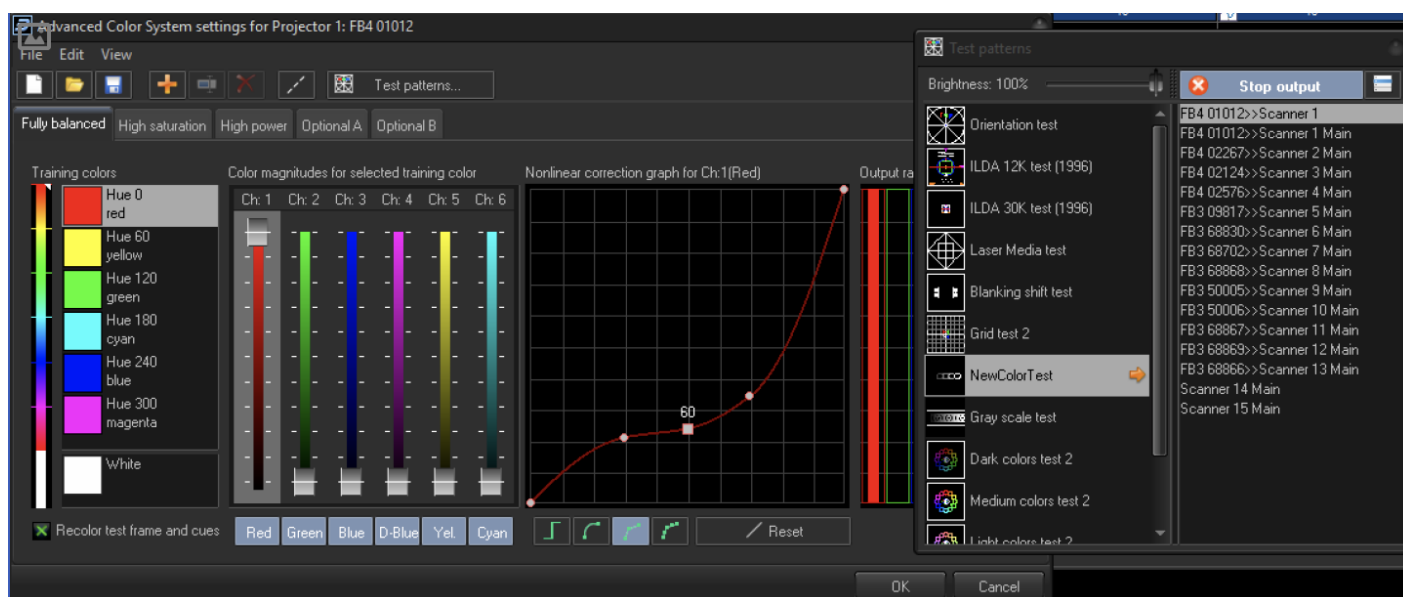 Advanced Color System settings for Projector 1: FB4 01012
File Edit View
Test patterns...
Fully balanced High saturation High power Optional A Optional B
Training colors
Hue 0
red
Hue 60
yellow
Hue 120
green
Hue 180
cyan
Hue 240
blue
Hue 300
magenta
White
Recolor test frame and cues
Color magnitudes for selected training color
Ch: 1 Ch: 2 Ch: 3 Ch: 4 Ch: 5 Ch: 6
Red Green Blue D-Blue Yel. Cyan
Nonlinear correction graph for Ch:1(Red)
60
Reset
Output ra
OK Cancel
Test patterns
Brightness: 100%
Stop output
Orientation test
ILDA 12K test (1996)
ILDA 30K test (1996)
Laser Media test
Blanking shift test
Grid test 2
NewColorTest
Gray scale test
Dark colors test 2
Medium colors test 2
Light colors test 2
FB4 01012>>Scanner 1
FB4 01012>>Scanner 1 Main
FB4 02267>>Scanner 2 Main
FB4 02124>>Scanner 3 Main
FB4 02576>>Scanner 4 Main
FB3 09817>>Scanner 5 Main
FB3 68830>>Scanner 6 Main
FB3 68702>>Scanner 7 Main
FB3 68868>>Scanner 8 Main
FB3 50005>>Scanner 9 Main
FB3 50006>>Scanner 10 Main
FB3 68867>>Scanner 11 Main
FB3 68869>>Scanner 12 Main
FB3 68866>>Scanner 13 Main
Scanner 14 Main
Scanner 15 Main